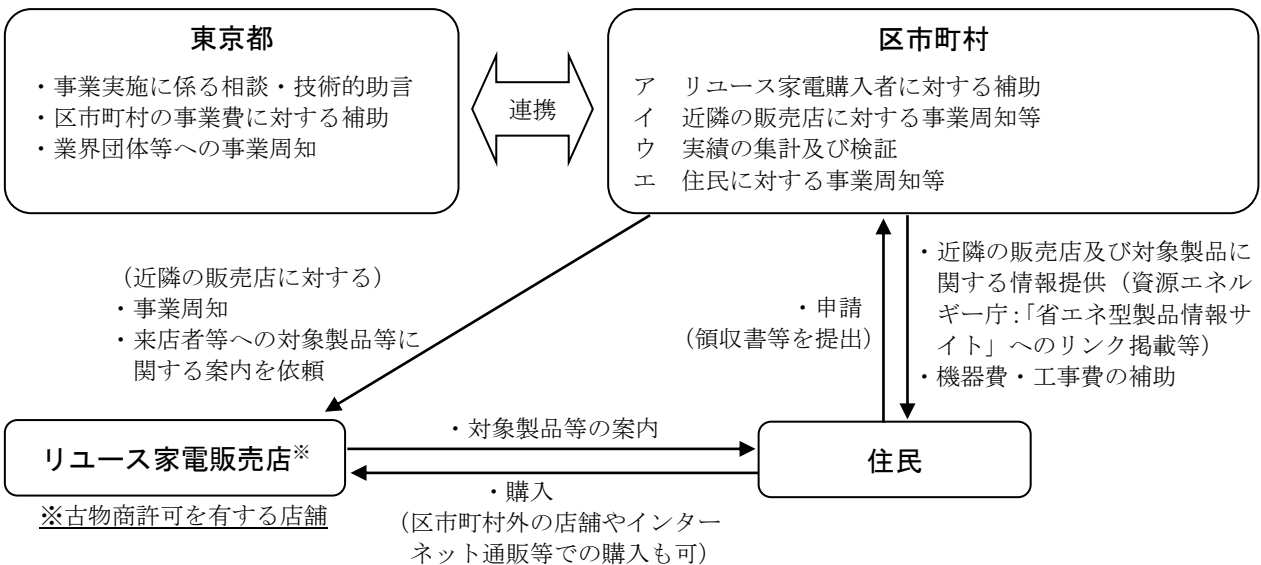 東京都
・事業実施に係る相談・技術的助言
・区市町村の事業費に対する補助
・業界団体等への事業周知
連携
区市町村
ア　リユース家電購入者に対する補助
イ　近隣の販売店に対する事業周知等
ウ　実績の集計及び検証
エ　住民に対する事業周知等
（近隣の販売店に対する）
・事業周知
・来店者等への対象製品等に
関する案内を依頼
・申請
（領収書等を提出）
・近隣の販売店及び対象製品に
関する情報提供（資源エネル
ギー庁：「省エネ型製品情報サ
イト」へのリンク掲載等）
・機器費・工事費の補助
リユース家電販売店※
※古物商許可を有する店舗
・対象製品等の案内
・購入
（区市町村外の店舗やインター
ネット通販等での購入も可）
住民